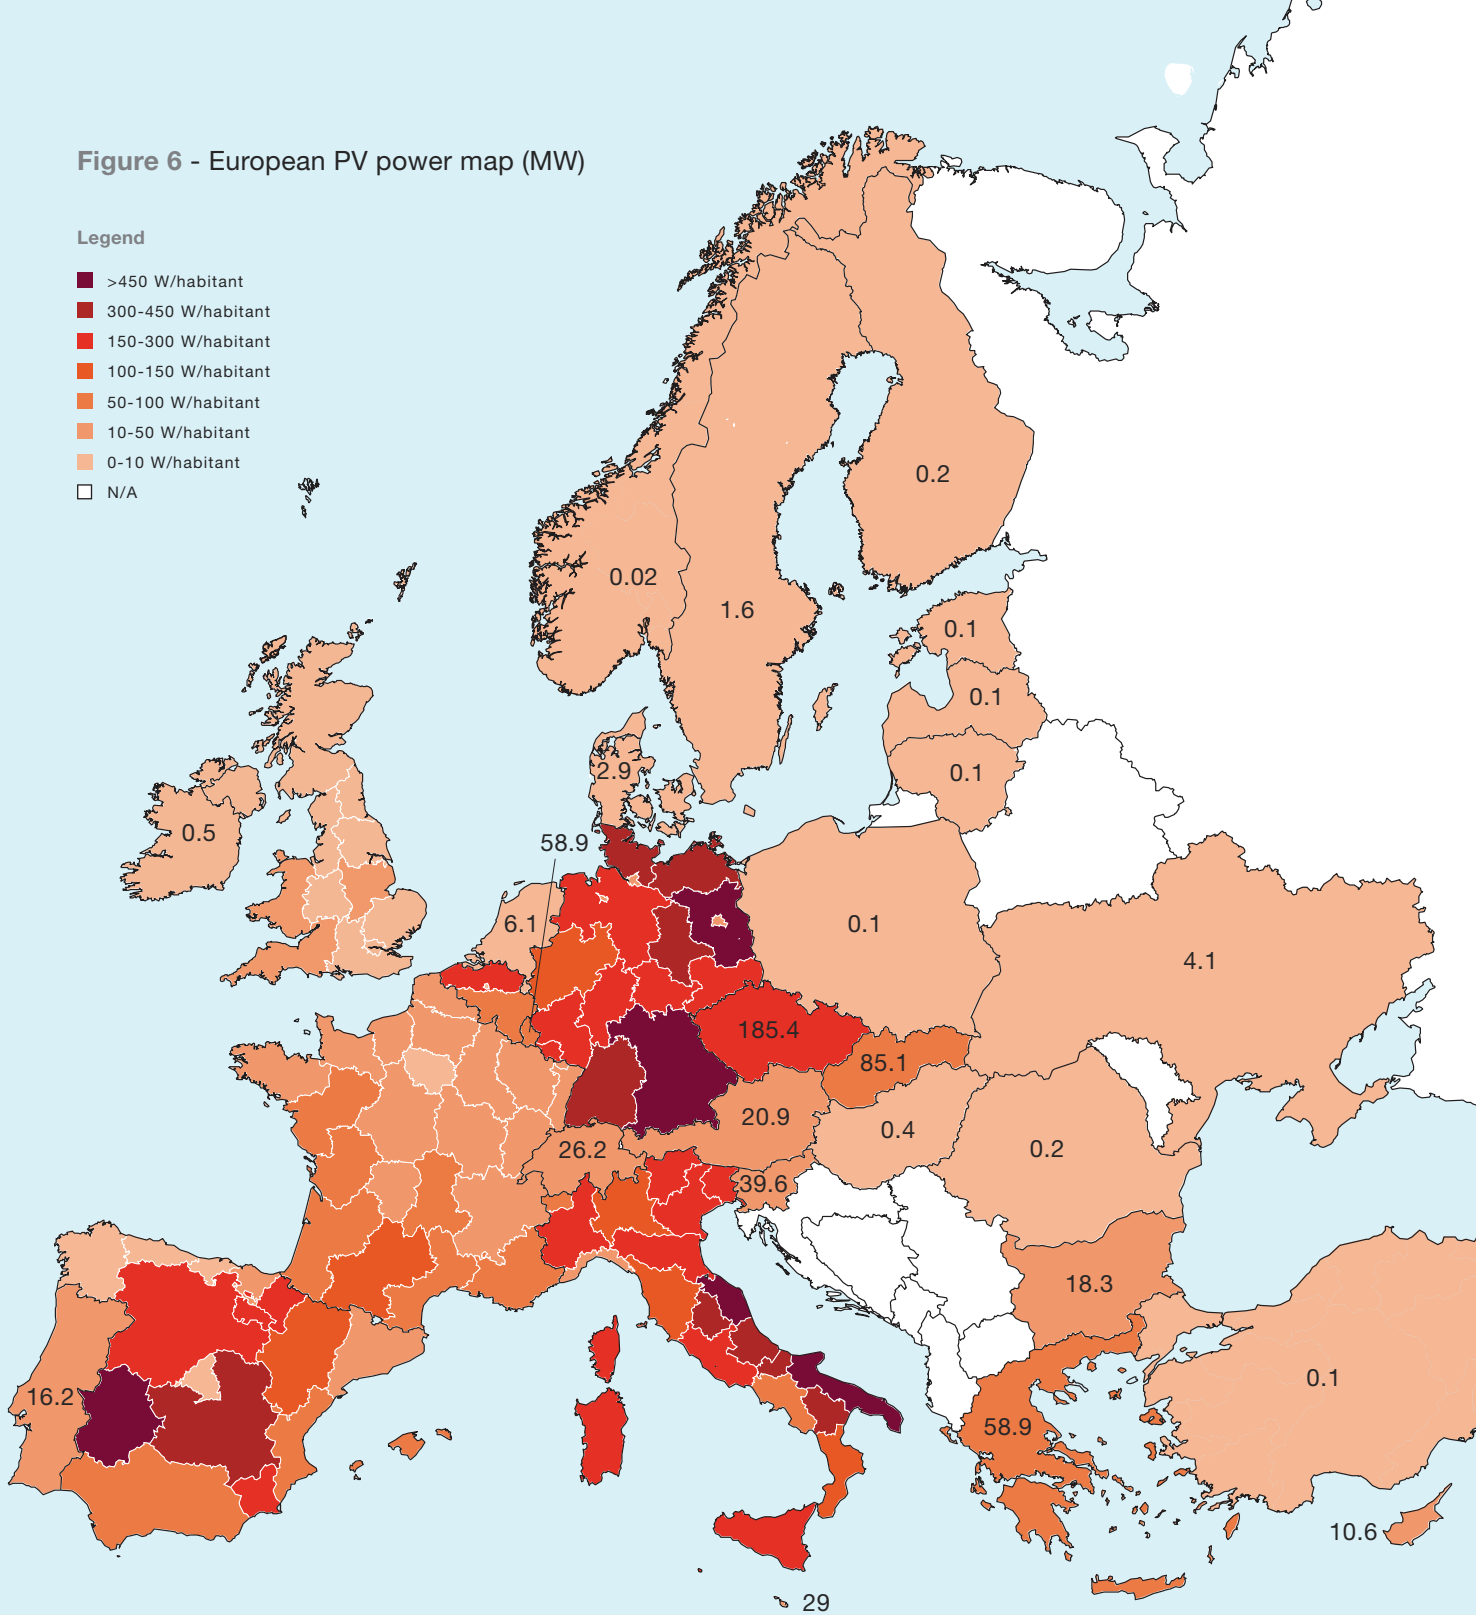 Figure 6 - European PV power map (MW)
Legend
>450 W/habitant
300-450 W/habitant
150-300 W/habitant
100-150 W/habitant
50-100 W/habitant
10-50 W/habitant
0-10 W/habitant
N/A
0.2
0.02
1.6
0.1
0.1
0.1
2.9
0.5
58.9
6.1
0.1
4.1
185.4
85.1
20.9
0.4
26.2
0.2
39.6
18.3
16.2
0.1
58.9
10.6
29